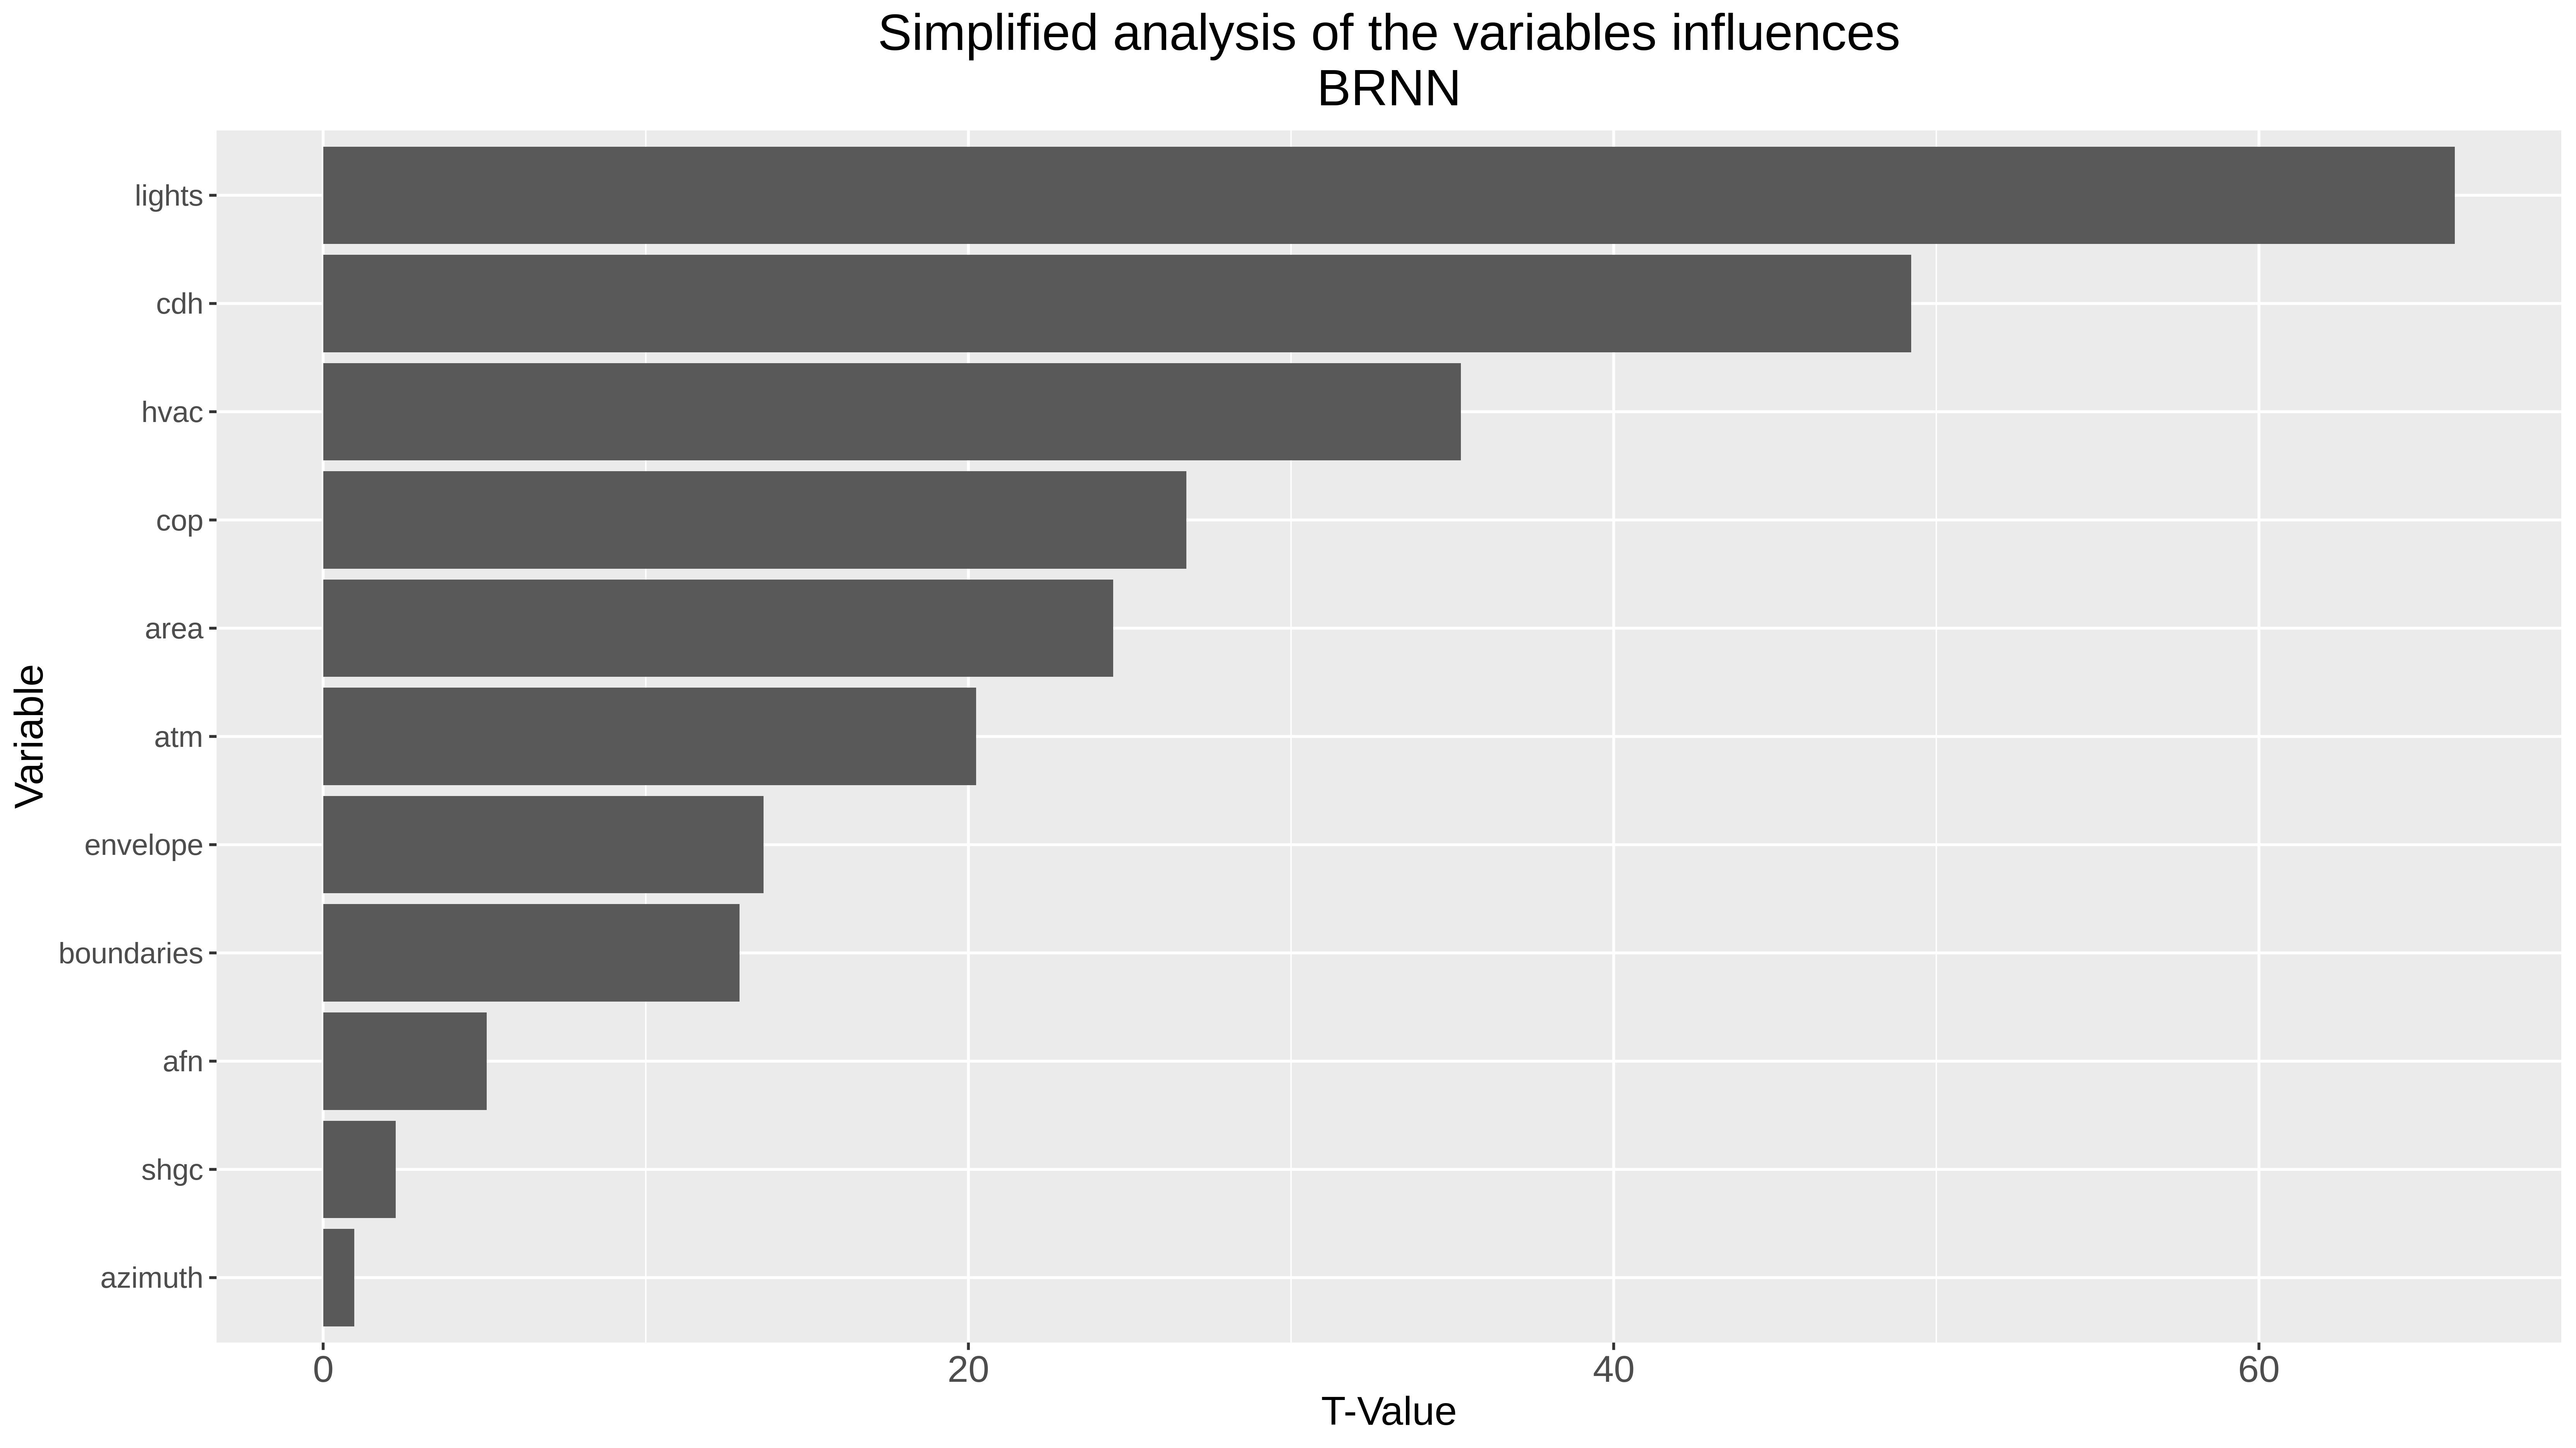 Simplified analysis of the variables influences
BRNN
lights
cdh
hvac
cop
area
atm
envelope
boundaries
afn
shgc
azimuth
Variable
0 20 40 60
T-Value